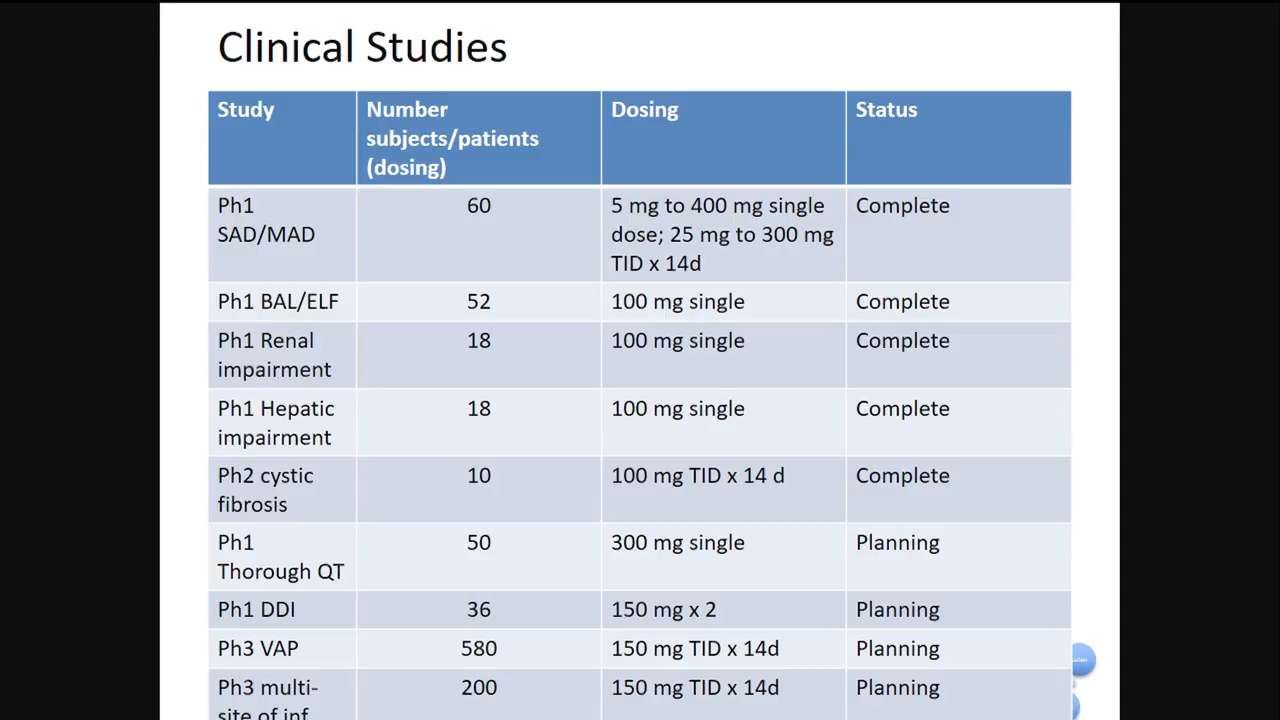 Clinical Studies
Study
Number
subjects/patients
(dosing)
Dosing
Status
Ph1
SAD/MAD
60
5 mg to 400 mg single
dose; 25 mg to 300 mg
TID x 14d
Complete
Ph1 BAL/ELF
52
100 mg single
Complete
Ph1 Renal
impairment
18
100 mg single
Complete
Ph1 Hepatic
impairment
18
100 mg single
Complete
Ph2 cystic
fibrosis
10
100 mg TID x 14 d
Complete
Ph1
Thorough QT
50
300 mg single
Planning
Ph1 DDI
36
150 mg x 2
Planning
Ph3 VAP
580
150 mg TID x 14d
Planning
Ph3 multi-
site of inf
200
150 mg TID x 14d
Planning